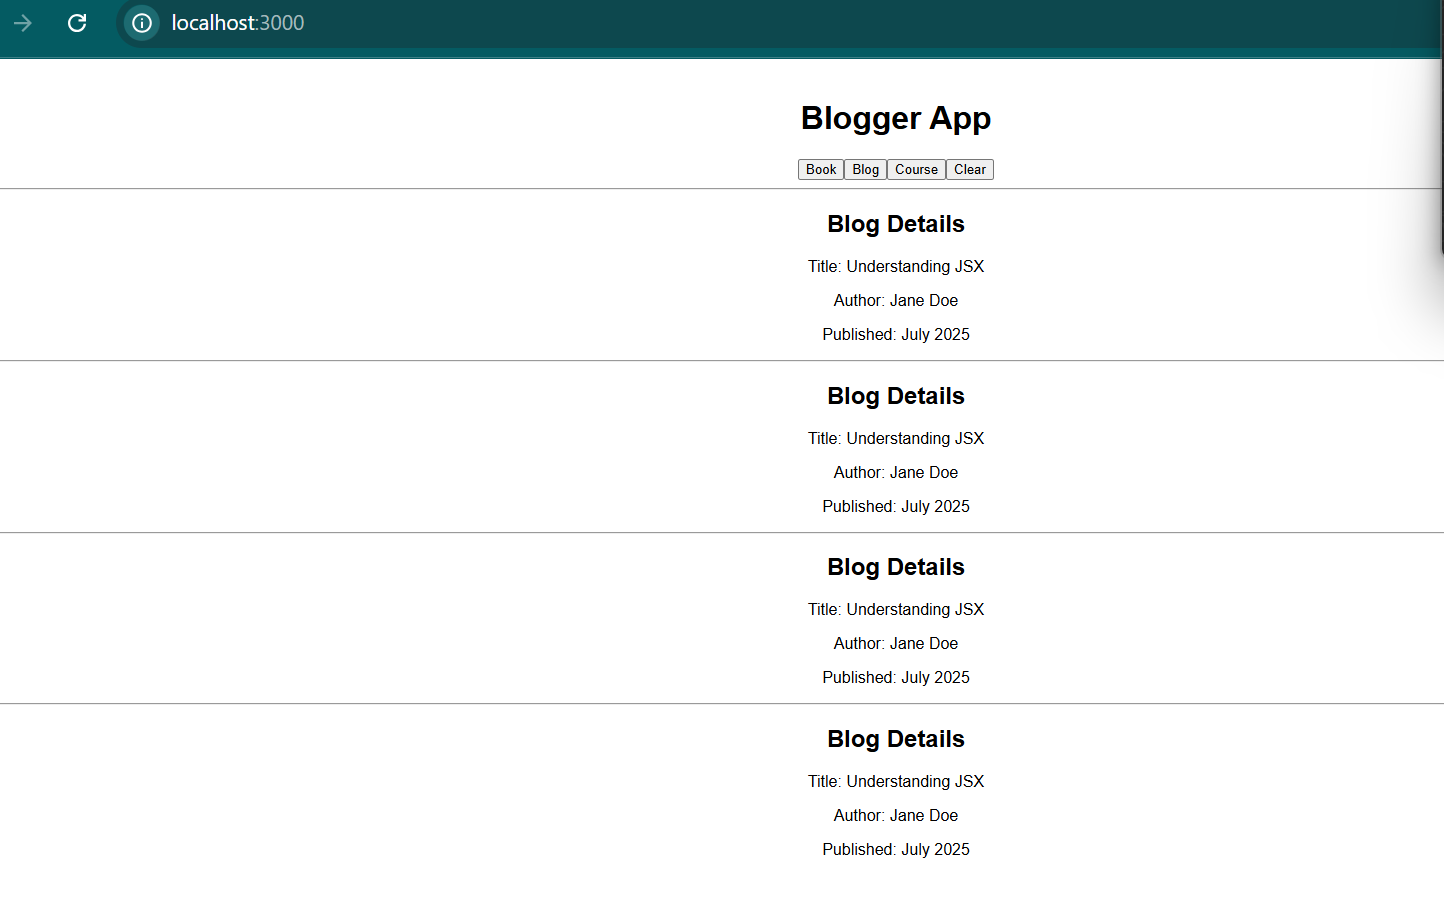 localhost:3000
Blogger App
Book Blog Course Clear
Blog Details
Title: Understanding JSX
Author: Jane Doe
Published: July 2025
Blog Details
Title: Understanding JSX
Author: Jane Doe
Published: July 2025
Blog Details
Title: Understanding JSX
Author: Jane Doe
Published: July 2025
Blog Details
Title: Understanding JSX
Author: Jane Doe
Published: July 2025